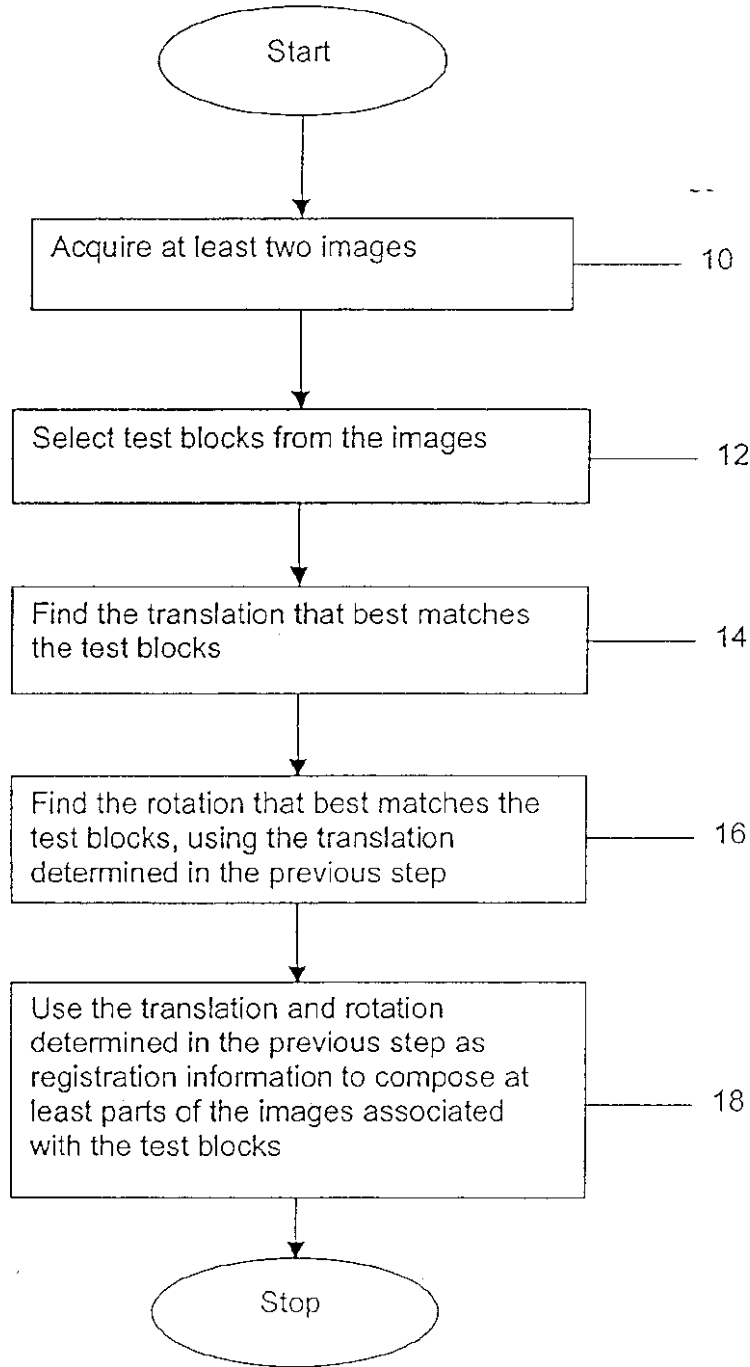 Start
Acquire at least two images
10
Select test blocks from the images
12
Find the translation that best matches
the test blocks
14
Find the rotation that best matches the
test blocks, using the translation
determined in the previous step
16
Use the translation and rotation
determined in the previous step as
registration information to compose at
least parts of the images associated
with the test blocks
18
Stop